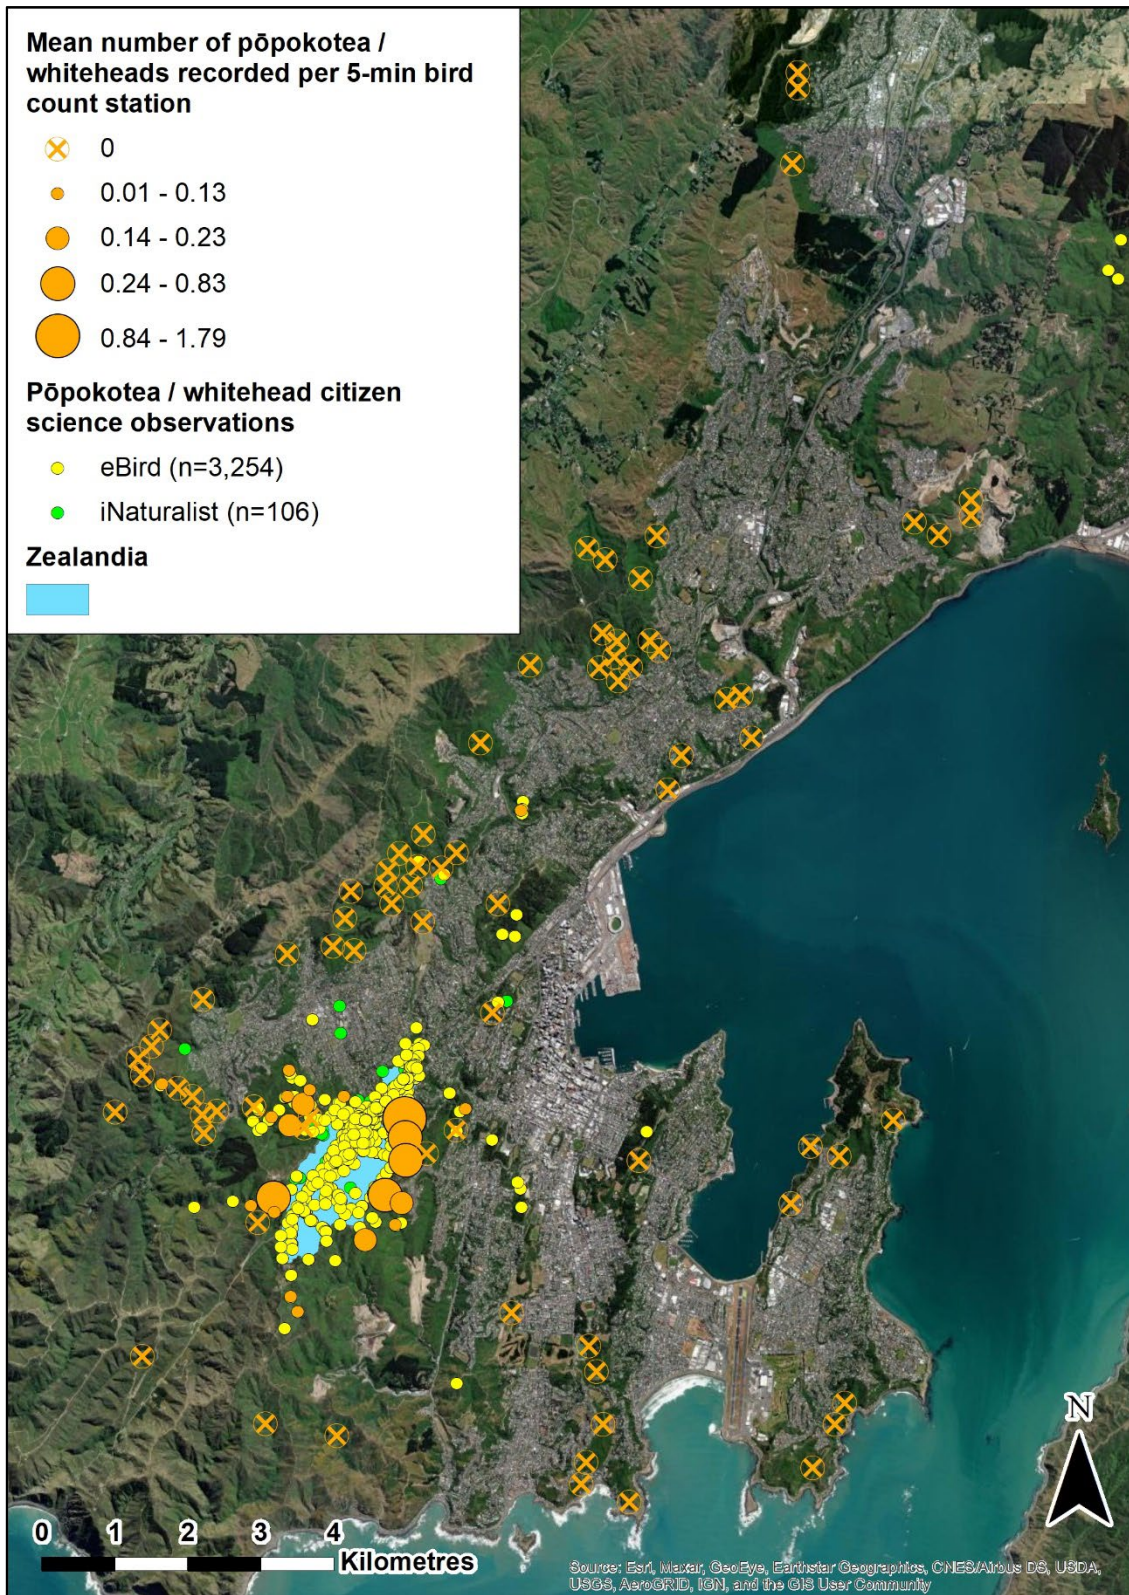 Mean number of pōpokotea /
whiteheads recorded per 5-min bird
count station
0
0.01 - 0.13
0.14 - 0.23
0.24 - 0.83
0.84 - 1.79
Pōpokotea / whitehead citizen
science observations
eBird (n=3,254)
iNaturalist (n=106)
Zealandia
N
0 1 2 3 4
Kilometres
Source: Esri, Maxar, GeoEye, Earthstar Geographics, CNES/Airbus DS, USDA,
USGS, AeroGRID, IGN, and the GIS User Community